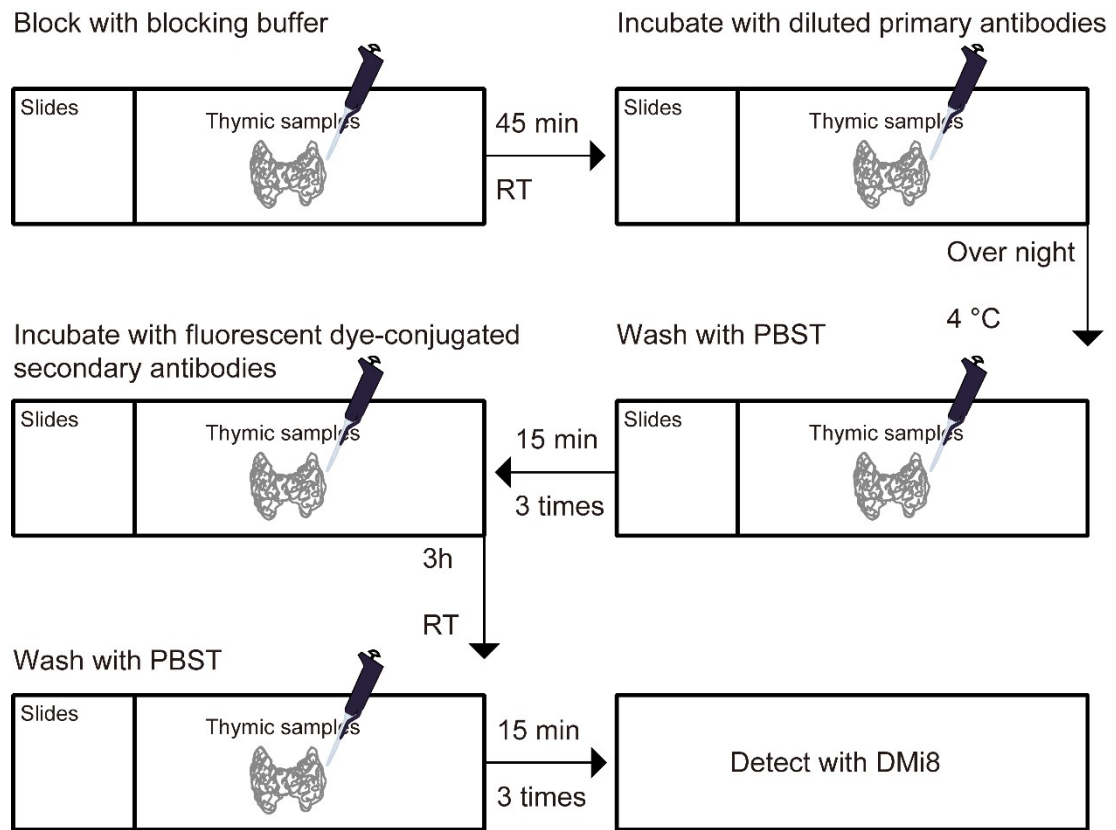 Block with blocking buffer
Slides
Thymic samples
45 min
RT
Incubate with diluted primary antibodies
Slides
Thymic samples
Over night
4 °C
Wash with PBST
Slides
Thymic samples
15 min
3 times
Incubate with fluorescent dye-conjugated
secondary antibodies
Slides
Thymic samples
3h
RT
Wash with PBST
Slides
Thymic samples
15 min
3 times
Detect with DMi8